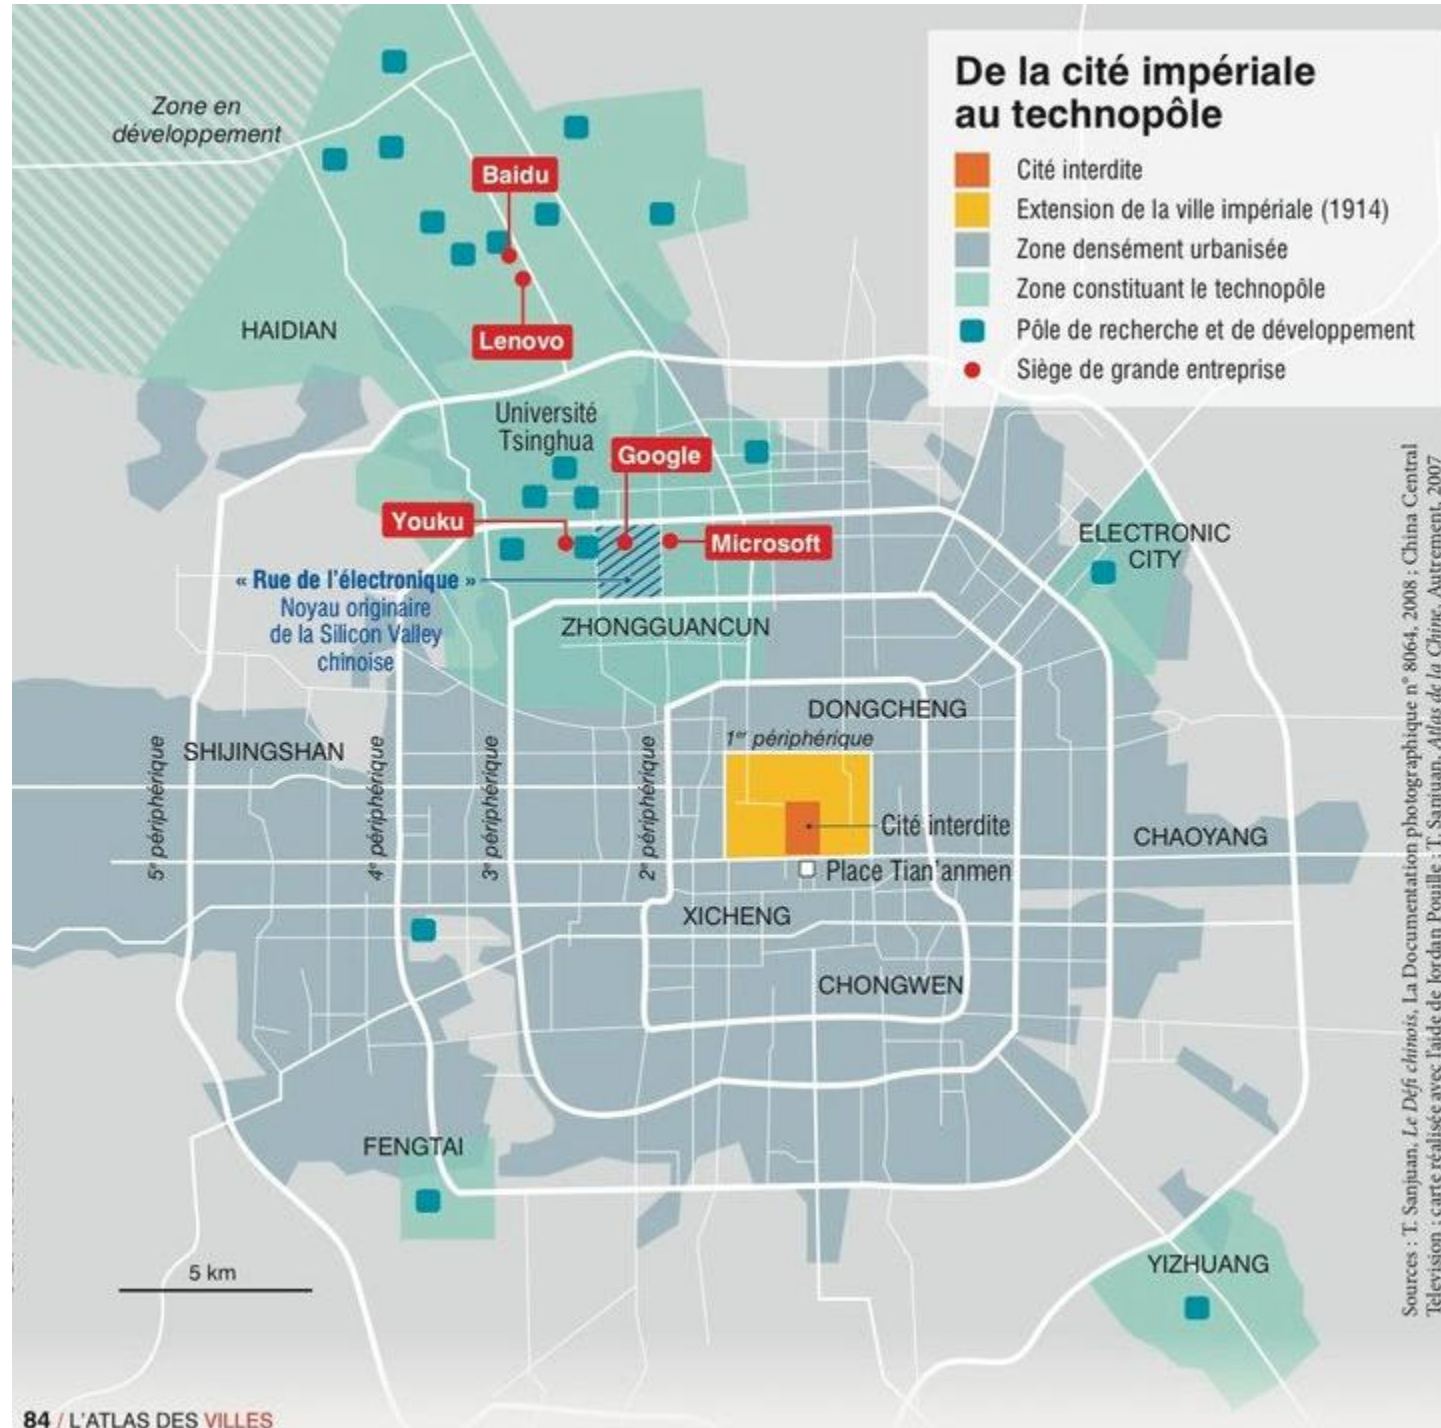 De la cité impériale
au technopôle
Cité interdite
Extension de la ville impériale (1914)
Zone densément urbanisée
Zone constituant le technopôle
Pôle de recherche et de développement
Siège de grande entreprise
Zone en
développement
Baidu
Lenovo
HAIDIAN
Université
Tsinghua
Google
Youku
Microsoft
« Rue de l'électronique »
Noyau originaire
de la Silicon Valley
chinoise
ZHONGGUANCUN
ELECTRONIC
CITY
DONGCHENG
1er périphérique
SHIJINGSHAN
5e périphérique
4e périphérique
3e périphérique
2e périphérique
Cité interdite
Place Tian'anmen
CHAOYANG
XICHENG
CHONGWEN
FENGTAI
YIZHUANG
5 km
Sources : T. Sanjuan, Le Défi chinois, La Documentation photographique n° 8064, 2008 ; China Central
Television ; carte réalisée avec l'aide de Jordan Pouille ; T. Sanjuan, Atlas de la Chine, Autrement, 2007
84 / L'ATLAS DES VILLES